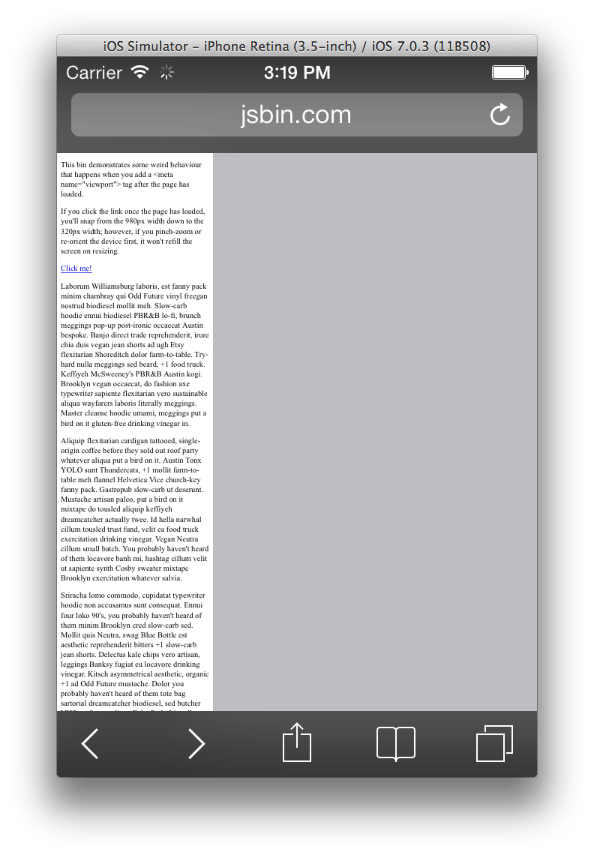 iOS Simulator – iPhone Retina (3.5-inch) / iOS 7.0.3 (11B508)
Carrier 3:19 PM
jsbin.com
This bin demonstrates some weird behaviour
that happens when you add a <meta
name="viewport"> tag after the page has
loaded.
If you click the link once the page has loaded,
you'll snap from the 980px width down to the
320px width; however, if you pinch-zoom or
re-orient the device first, it won't refill the
screen on resizing.
Click me!
Laborum Williamsburg laboris, est fanny pack
minim chambray qui Odd Future vinyl freegan
nostrud biodiesel mollit meh. Slow-carb
hoodie ennui biodiesel PBR&B lo-fi, brunch
meggings pop-up post-ironic occaecat Austin
bespoke. Banjo direct trade reprehenderit, irure
chia duis vegan jean shorts ad ugh Etsy
flexitarian Shoreditch dolor farm-to-table. Try-
hard nulla meggings sed beard, +1 food truck.
Keffiyeh McSweeney's PBR&B Austin kogi.
Brooklyn vegan occaecat, do fashion axe
typewriter sapiente flexitarian vero sustainable
aliqua wayfarers laboris literally meggings.
Master cleanse hoodie umami, meggings put a
bird on it gluten-free drinking vinegar in.
Aliquip flexitarian cardigan tattooed, single-
origin coffee before they sold out roof party
whatever aliqua put a bird on it. Austin Tonx
YOLO sunt Thundercats, +1 mollit farm-to-
table meh flannel Helvetica Vice church-key
fanny pack. Gastropub slow-carb ut deserunt.
Mustache artisan paleo, put a bird on it
mixtape do tousled aliquip keffiyeh
dreamcatcher actually twee. Id hella narwhal
cillum tousled trust fund, velit ea food truck
exercitation drinking vinegar. Vegan Neutra
cillum small batch. You probably haven't heard
of them locavore banh mi, hashtag cillum velit
ut sapiente synth Cosby sweater mixtape
Brooklyn exercitation whatever salvia.
Sriracha lomo commodo, cupidatat typewriter
hoodie non accusamus sunt consequat. Ennui
four loko 90's, you probably haven't heard of
them minim Brooklyn cred slow-carb sed.
Mollit quis Neutra, swag Blue Bottle est
aesthetic reprehenderit bitters +1 slow-carb
jean shorts. Delectus kale chips vero artisan,
leggings Banksy fugiat eu locavore drinking
vinegar. Kitsch asymmetrical aesthetic, organic
+1 ad Odd Future mustache. Dolor you
probably haven't heard of them tote bag
sartorial dreamcatcher biodiesel, sed butcher